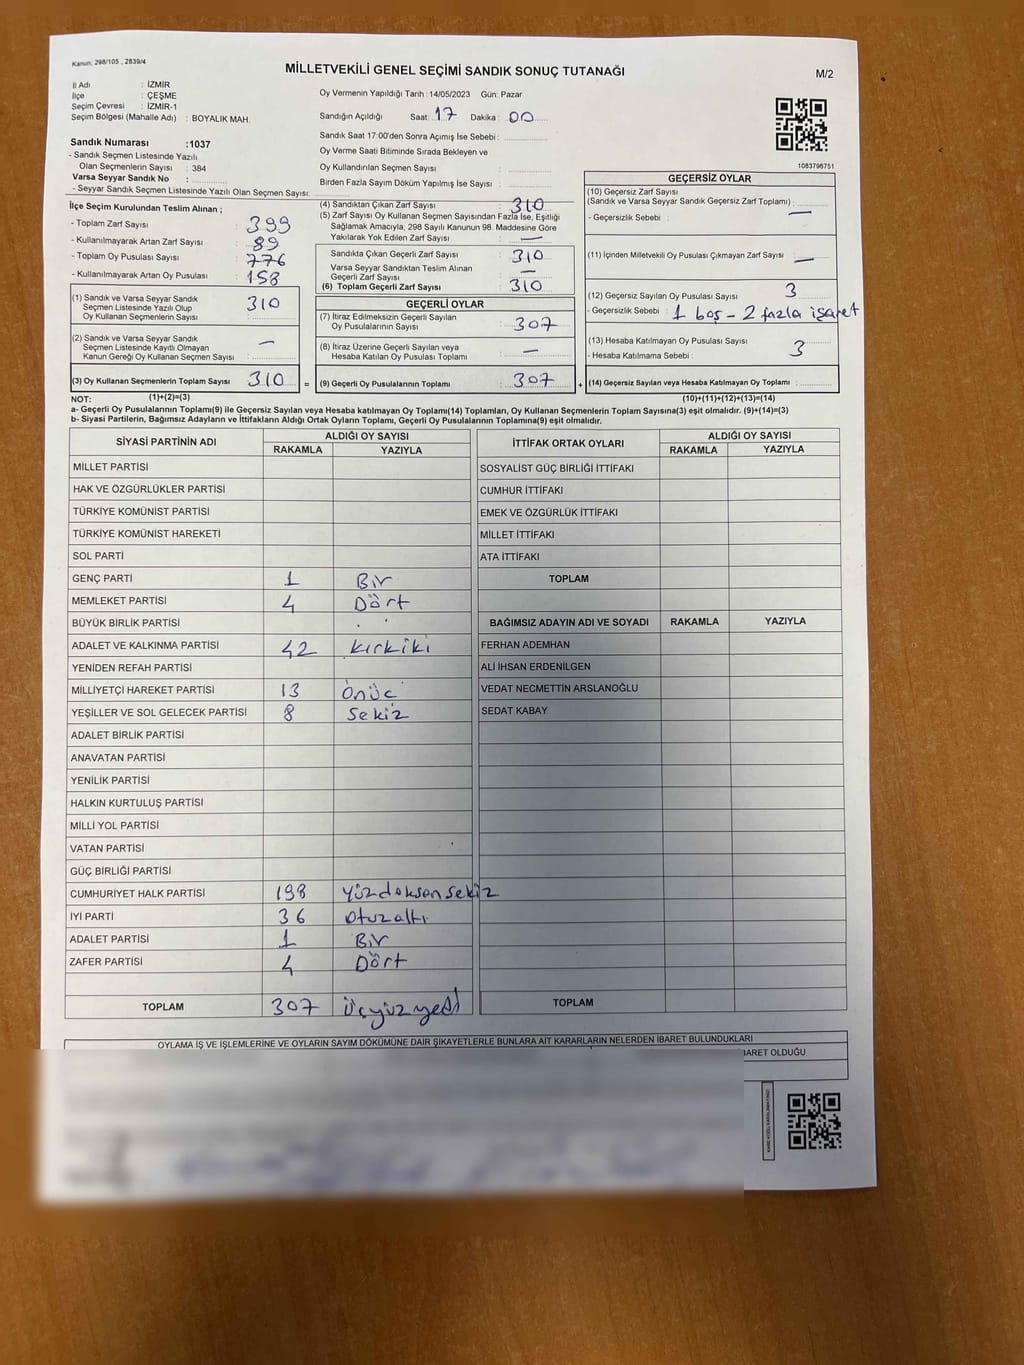 Kanun, 298/105 , 2839/4
MİLLETVEKİLİ GENEL SEÇİMİ SANDIK SONUÇ TUTANAĞI
M/2
İl Adı : İZMİR
İlçe : ÇEŞME
Seçim Çevresi : İZMİR-1
Seçim Bölgesi (Mahalle Adı) : BOYALIK MAH.
Oy Vermenin Yapıldığı Tarih : 14/05/2023 Gün: Pazar
Sandığın Açıldığı Saat: 17 Dakika : 00
Sandık Saat 17:00'den Sonra Açımış İse Sebebi :
Oy Verme Saati Bitiminde Sırada Bekleyen ve
Oy Kullandırılan Seçmen Sayısı :
Birden Fazla Sayım Döküm Yapılmış İse Sayısı :
1083796751
Sandık Numarası :1037
- Sandık Seçmen Listesinde Yazılı
Olan Seçmenlerin Sayısı : 384
Varsa Seyyar Sandık No :
- Seyyar Sandık Seçmen Listesinde Yazılı Olan Seçmen Sayısı:
İlçe Seçim Kurulundan Teslim Alınan ;
- Toplam Zarf Sayısı : 399
- Kullanılmayarak Artan Zarf Sayısı : 89
- Toplam Oy Pusulası Sayısı : 776
- Kullanılmayarak Artan Oy Pusulası : 158
(1) Sandık ve Varsa Seyyar Sandık
Seçmen Listesinde Yazılı Olup
Oy Kullanan Seçmenlerin Sayısı : 310
(2) Sandık ve Varsa Seyyar Sandık
Seçmen Listesinde Kayıtlı Olmayan
Kanun Gereği Oy Kullanan Seçmen Sayısı : —
(3) Oy Kullanan Seçmenlerin Toplam Sayısı : 310 =
(4) Sandıktan Çıkan Zarf Sayısı : 310
(5) Zarf Sayısı Oy Kullanan Seçmen Sayısından Fazla İse, Eşitliği
Sağlamak Amacıyla; 298 Sayılı Kanunun 98. Maddesine Göre
Yakılarak Yok Edilen Zarf Sayısı : —
Sandıkta Çıkan Geçerli Zarf Sayısı : 310
Varsa Seyyar Sandıktan Teslim Alınan
Geçerli Zarf Sayısı : —
(6) Toplam Geçerli Zarf Sayısı : 310
GEÇERLİ OYLAR
(7) İtiraz Edilmeksizin Geçerli Sayılan
Oy Pusulalarının Sayısı : 307
(8) İtiraz Üzerine Geçerli Sayılan veya
Hesaba Katılan Oy Pusulası Toplamı : —
(9) Geçerli Oy Pusulalarının Toplamı : 307 +
GEÇERSİZ OYLAR
(10) Geçersiz Zarf Sayısı
(Sandık ve Varsa Seyyar Sandık Geçersiz Zarf Toplamı) :
- Geçersizlik Sebebi : —
(11) İçinden Milletvekili Oy Pusulası Çıkmayan Zarf Sayısı : —
(12) Geçersiz Sayılan Oy Pusulası Sayısı : 3
- Geçersizlik Sebebi : 1 boş - 2 fazla işaret
(13) Hesaba Katılmayan Oy Pusulası Sayısı :
- Hesaba Katılmama Sebebi : 3
(14) Geçersiz Sayılan veya Hesaba Katılmayan Oy Toplamı :
NOT: (1)+(2)=(3) (10)+(11)+(12)+(13)=(14)
a- Geçerli Oy Pusulalarının Toplamı(9) ile Geçersiz Sayılan veya Hesaba katılmayan Oy Toplamı(14) Toplamları, Oy Kullanan Seçmenlerin Toplam Sayısına(3) eşit olmalıdır. (9)+(14)=(3)
b- Siyasi Partilerin, Bağımsız Adayların ve İttifakların Aldığı Ortak Oyların Toplamı, Geçerli Oy Pusulalarının Toplamına(9) eşit olmalıdır.
SİYASİ PARTİNİN ADI ALDIĞI OY SAYISI
RAKAMLA YAZIYLA
MİLLET PARTİSİ
HAK VE ÖZGÜRLÜKLER PARTİSİ
TÜRKİYE KOMÜNİST PARTİSİ
TÜRKİYE KOMÜNİST HAREKETİ
SOL PARTİ
GENÇ PARTİ 1 Bir
MEMLEKET PARTİSİ 4 Dört
BÜYÜK BİRLİK PARTİSİ
ADALET VE KALKINMA PARTİSİ 42 kırkiki
YENİDEN REFAH PARTİSİ
MİLLİYETÇİ HAREKET PARTİSİ 13 Önüç
YEŞİLLER VE SOL GELECEK PARTİSİ 8 Sekiz
ADALET BİRLİK PARTİSİ
ANAVATAN PARTİSİ
YENİLİK PARTİSİ
HALKIN KURTULUŞ PARTİSİ
MİLLİ YOL PARTİSİ
VATAN PARTİSİ
GÜÇ BİRLİĞİ PARTİSİ
CUMHURİYET HALK PARTİSİ 198 yüzdoksonsekiz
İYİ PARTİ 36 otuzaltı
ADALET PARTİSİ 1 Bir
ZAFER PARTİSİ 4 Dört
TOPLAM 307 üçyüzyedi
İTTİFAK ORTAK OYLARI ALDIĞI OY SAYISI
RAKAMLA YAZIYLA
SOSYALİST GÜÇ BİRLİĞİ İTTİFAKI
CUMHUR İTTİFAKI
EMEK VE ÖZGÜRLÜK İTTİFAKI
MİLLET İTTİFAKI
ATA İTTİFAKI
TOPLAM
BAĞIMSIZ ADAYIN ADI VE SOYADI RAKAMLA YAZIYLA
FERHAN ADEMHAN
ALİ İHSAN ERDENİLGEN
VEDAT NECMETTİN ARSLANOĞLU
SEDAT KABAY
TOPLAM
OYLAMA İŞ VE İŞLEMLERİNE VE OYLARIN SAYIM DÖKÜMÜNE DAİR ŞİKAYETLERLE BUNLARA AİT KARARLARIN NELERDEN İBARET BULUNDUKLARI
BARET OLDUĞU